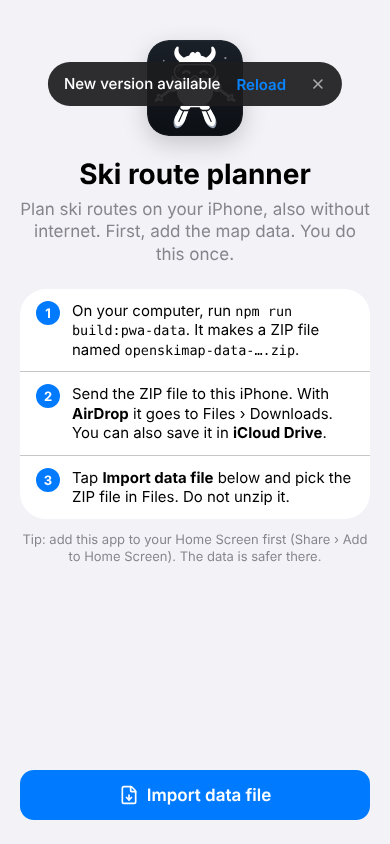 New version available Reload ×
Ski route planner
Plan ski routes on your iPhone, also without
internet. First, add the map data. You do
this once.
1 On your computer, run npm run
build:pwa-data. It makes a ZIP file
named openskimap-data-….zip.
2 Send the ZIP file to this iPhone. With
AirDrop it goes to Files › Downloads.
You can also save it in iCloud Drive.
3 Tap Import data file below and pick the
ZIP file in Files. Do not unzip it.
Tip: add this app to your Home Screen first (Share › Add
to Home Screen). The data is safer there.
Import data file